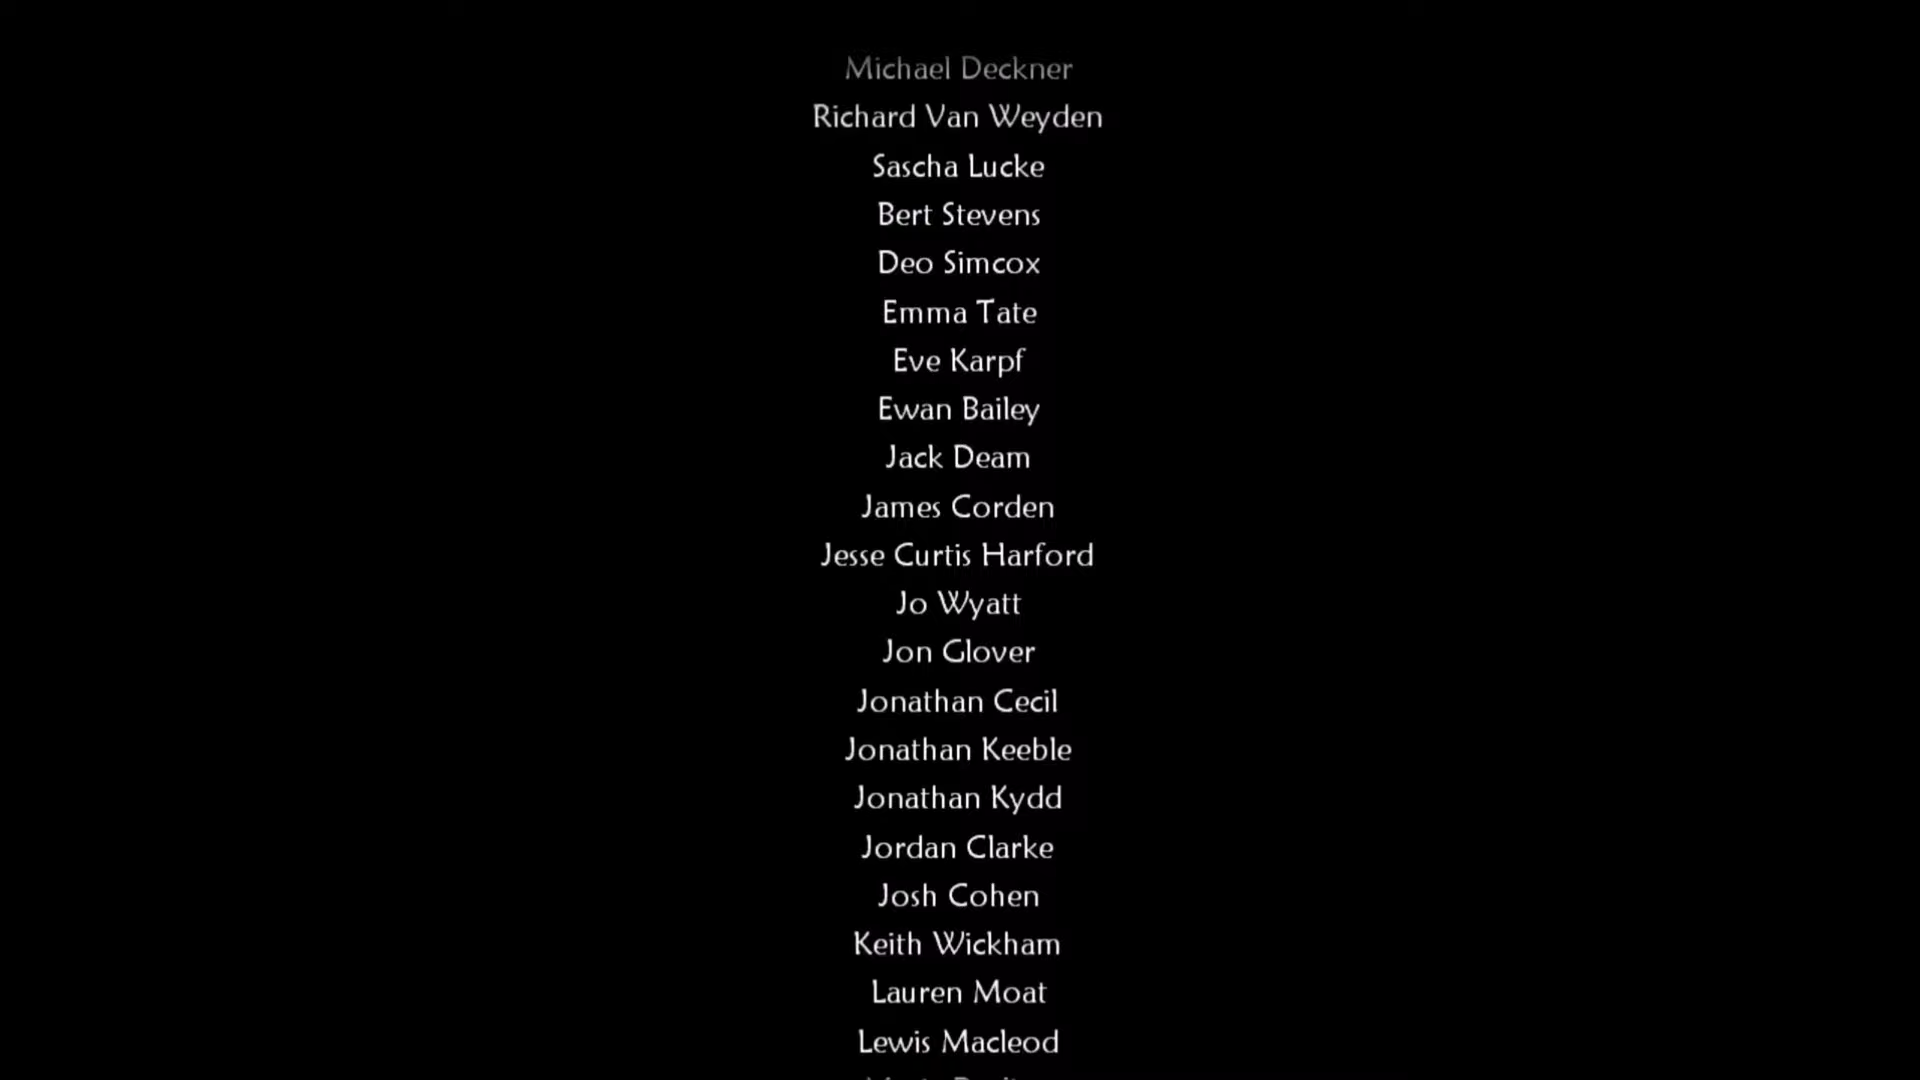 Michael Deckner
Richard Van Weyden
Sascha Lucke
Bert Stevens
Deo Simcox
Emma Tate
Eve Karpf
Ewan Bailey
Jack Deam
James Corden
Jesse Curtis Harford
Jo Wyatt
Jon Glover
Jonathan Cecil
Jonathan Keeble
Jonathan Kydd
Jordan Clarke
Josh Cohen
Keith Wickham
Lauren Moat
Lewis Macleod